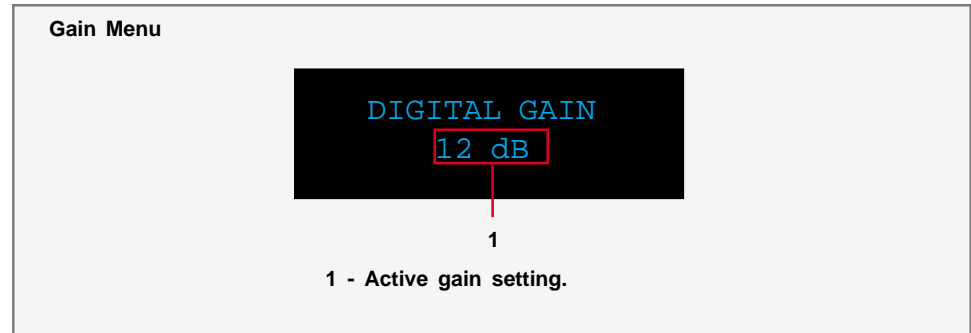 Gain Menu
DIGITAL GAIN
12 dB
1
1 - Active gain setting.